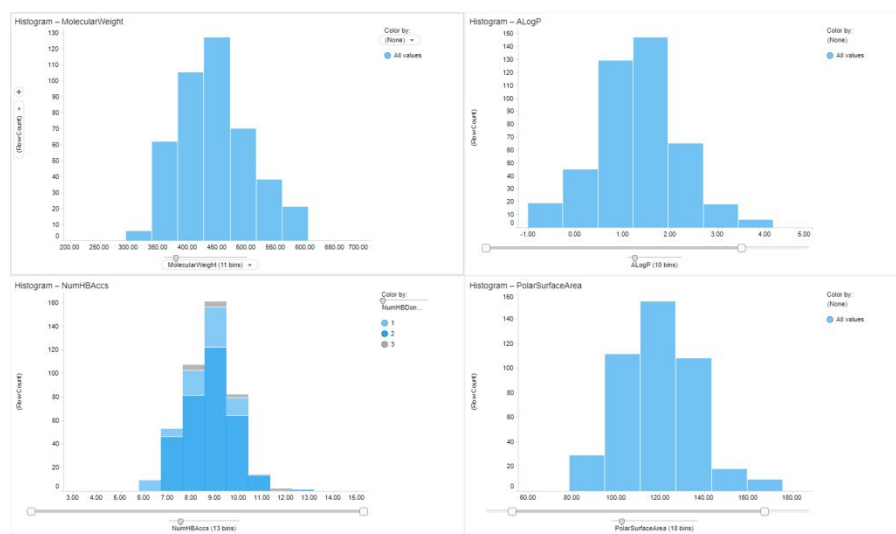 Histogram – MolecularWeight
Color by:
(None)
All values
(Row Count)
130
120
110
100
90
80
70
60
50
40
30
20
10
0
200.00 250.00 300.00 350.00 400.00 450.00 500.00 550.00 600.00 650.00 700.00
MolecularWeight (11 bins)
Histogram – ALogP
Color by:
(None)
All values
(Row Count)
160
150
140
130
120
110
100
90
80
70
60
50
40
30
20
10
0
-1.00 0.00 1.00 2.00 3.00 4.00 5.00
ALogP (10 bins)
Histogram – NumHBAccs
Color by:
NumHBDon...
1
2
3
(Row Count)
160
140
120
100
80
60
40
20
0
3.00 4.00 5.00 6.00 7.00 8.00 9.00 10.00 11.00 12.00 13.00 14.00 15.00
NumHBAccs (13 bins)
Histogram – PolarSurfaceArea
Color by:
(None)
All values
(Row Count)
160
140
120
100
80
60
40
20
0
60.00 80.00 100.00 120.00 140.00 160.00 180.00
PolarSurfaceArea (10 bins)